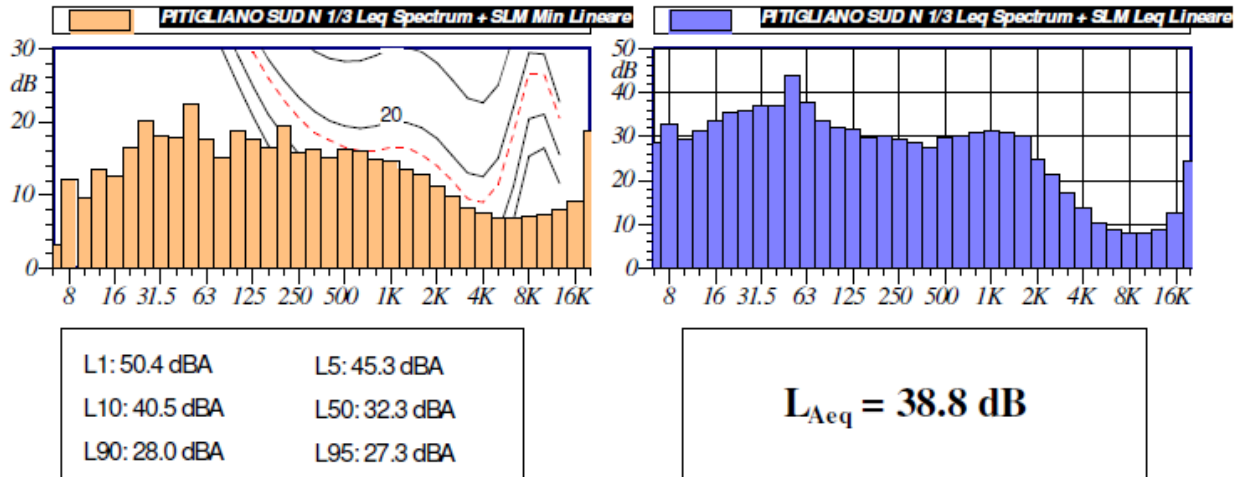 PITIGLIANO SUD N 1/3 Leq Spectrum + SLM Min Lineare
30
dB
20
10
0
20
8 16 31.5 63 125 250 500 1K 2K 4K 8K 16K
PITIGLIANO SUD N 1/3 Leq Spectrum + SLM Leq Lineare
50
dB
40
30
20
10
0
8 16 31.5 63 125 250 500 1K 2K 4K 8K 16K
L1: 50.4 dBA L5: 45.3 dBA
L10: 40.5 dBA L50: 32.3 dBA
L90: 28.0 dBA L95: 27.3 dBA
LAeq = 38.8 dB